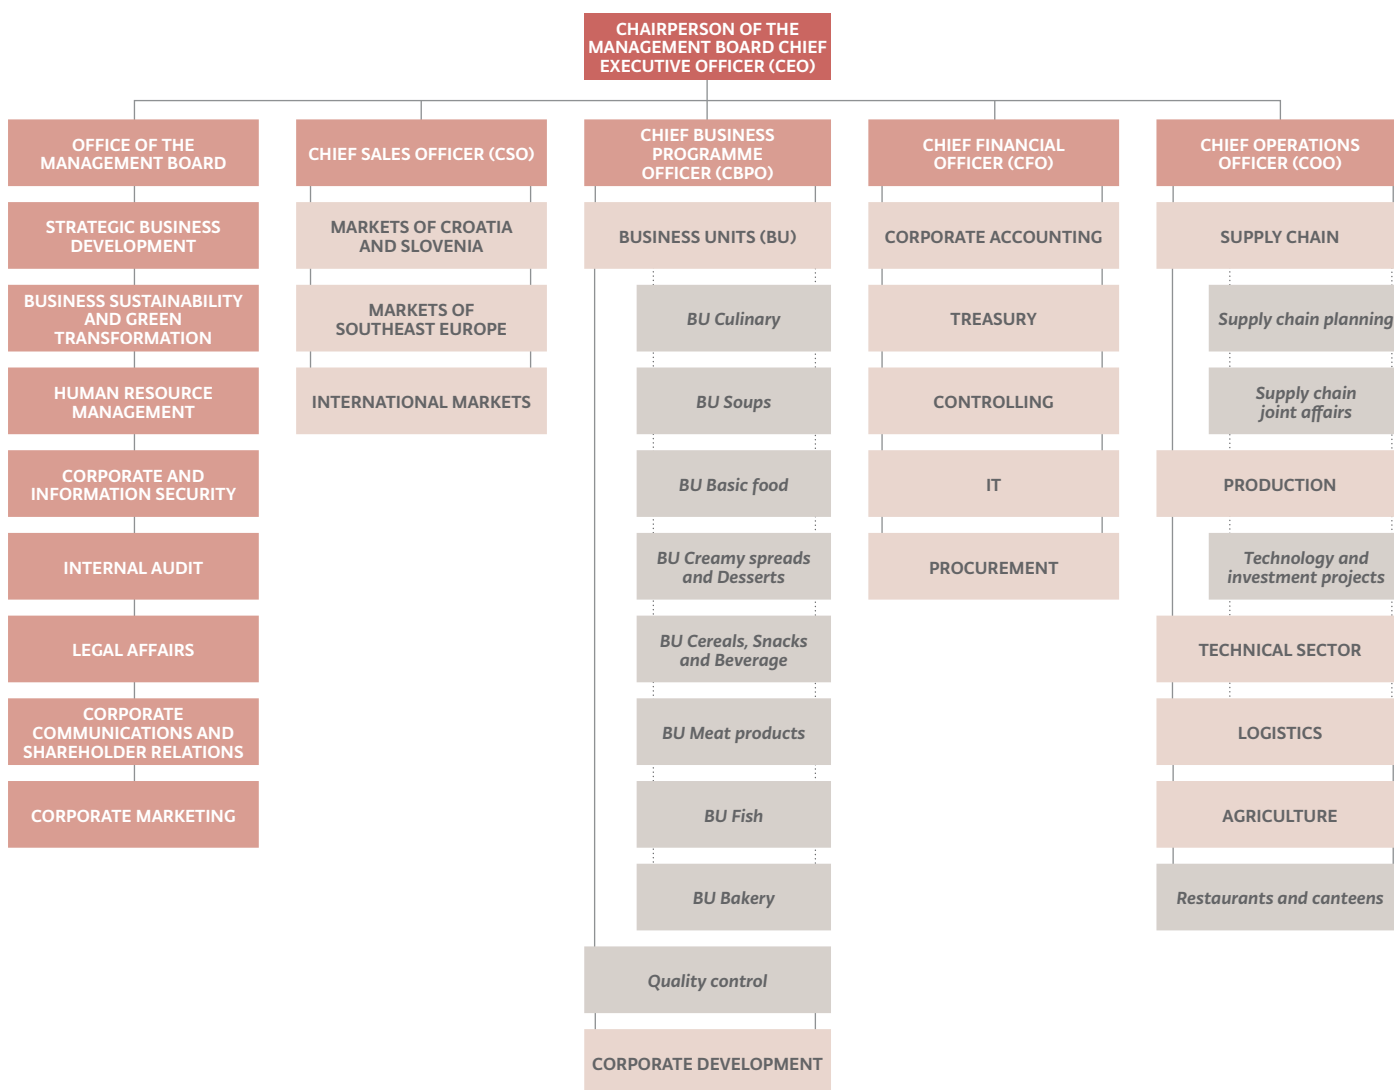 CHAIRPERSON OF THE
MANAGEMENT BOARD CHIEF
EXECUTIVE OFFICER (CEO)
OFFICE OF THE
MANAGEMENT BOARD
STRATEGIC BUSINESS
DEVELOPMENT
BUSINESS SUSTAINABILITY
AND GREEN
TRANSFORMATION
HUMAN RESOURCE
MANAGEMENT
CORPORATE AND
INFORMATION SECURITY
INTERNAL AUDIT
LEGAL AFFAIRS
CORPORATE
COMMUNICATIONS AND
SHAREHOLDER RELATIONS
CORPORATE MARKETING
CHIEF SALES OFFICER (CSO)
MARKETS OF CROATIA
AND SLOVENIA
MARKETS OF
SOUTHEAST EUROPE
INTERNATIONAL MARKETS
CHIEF BUSINESS
PROGRAMME
OFFICER (CBPO)
BUSINESS UNITS (BU)
BU Culinary
BU Soups
BU Basic food
BU Creamy spreads
and Desserts
BU Cereals, Snacks
and Beverage
BU Meat products
BU Fish
BU Bakery
Quality control
CORPORATE DEVELOPMENT
CHIEF FINANCIAL
OFFICER (CFO)
CORPORATE ACCOUNTING
TREASURY
CONTROLLING
IT
PROCUREMENT
CHIEF OPERATIONS
OFFICER (COO)
SUPPLY CHAIN
Supply chain planning
Supply chain
joint affairs
PRODUCTION
Technology and
investment projects
TECHNICAL SECTOR
LOGISTICS
AGRICULTURE
Restaurants and canteens